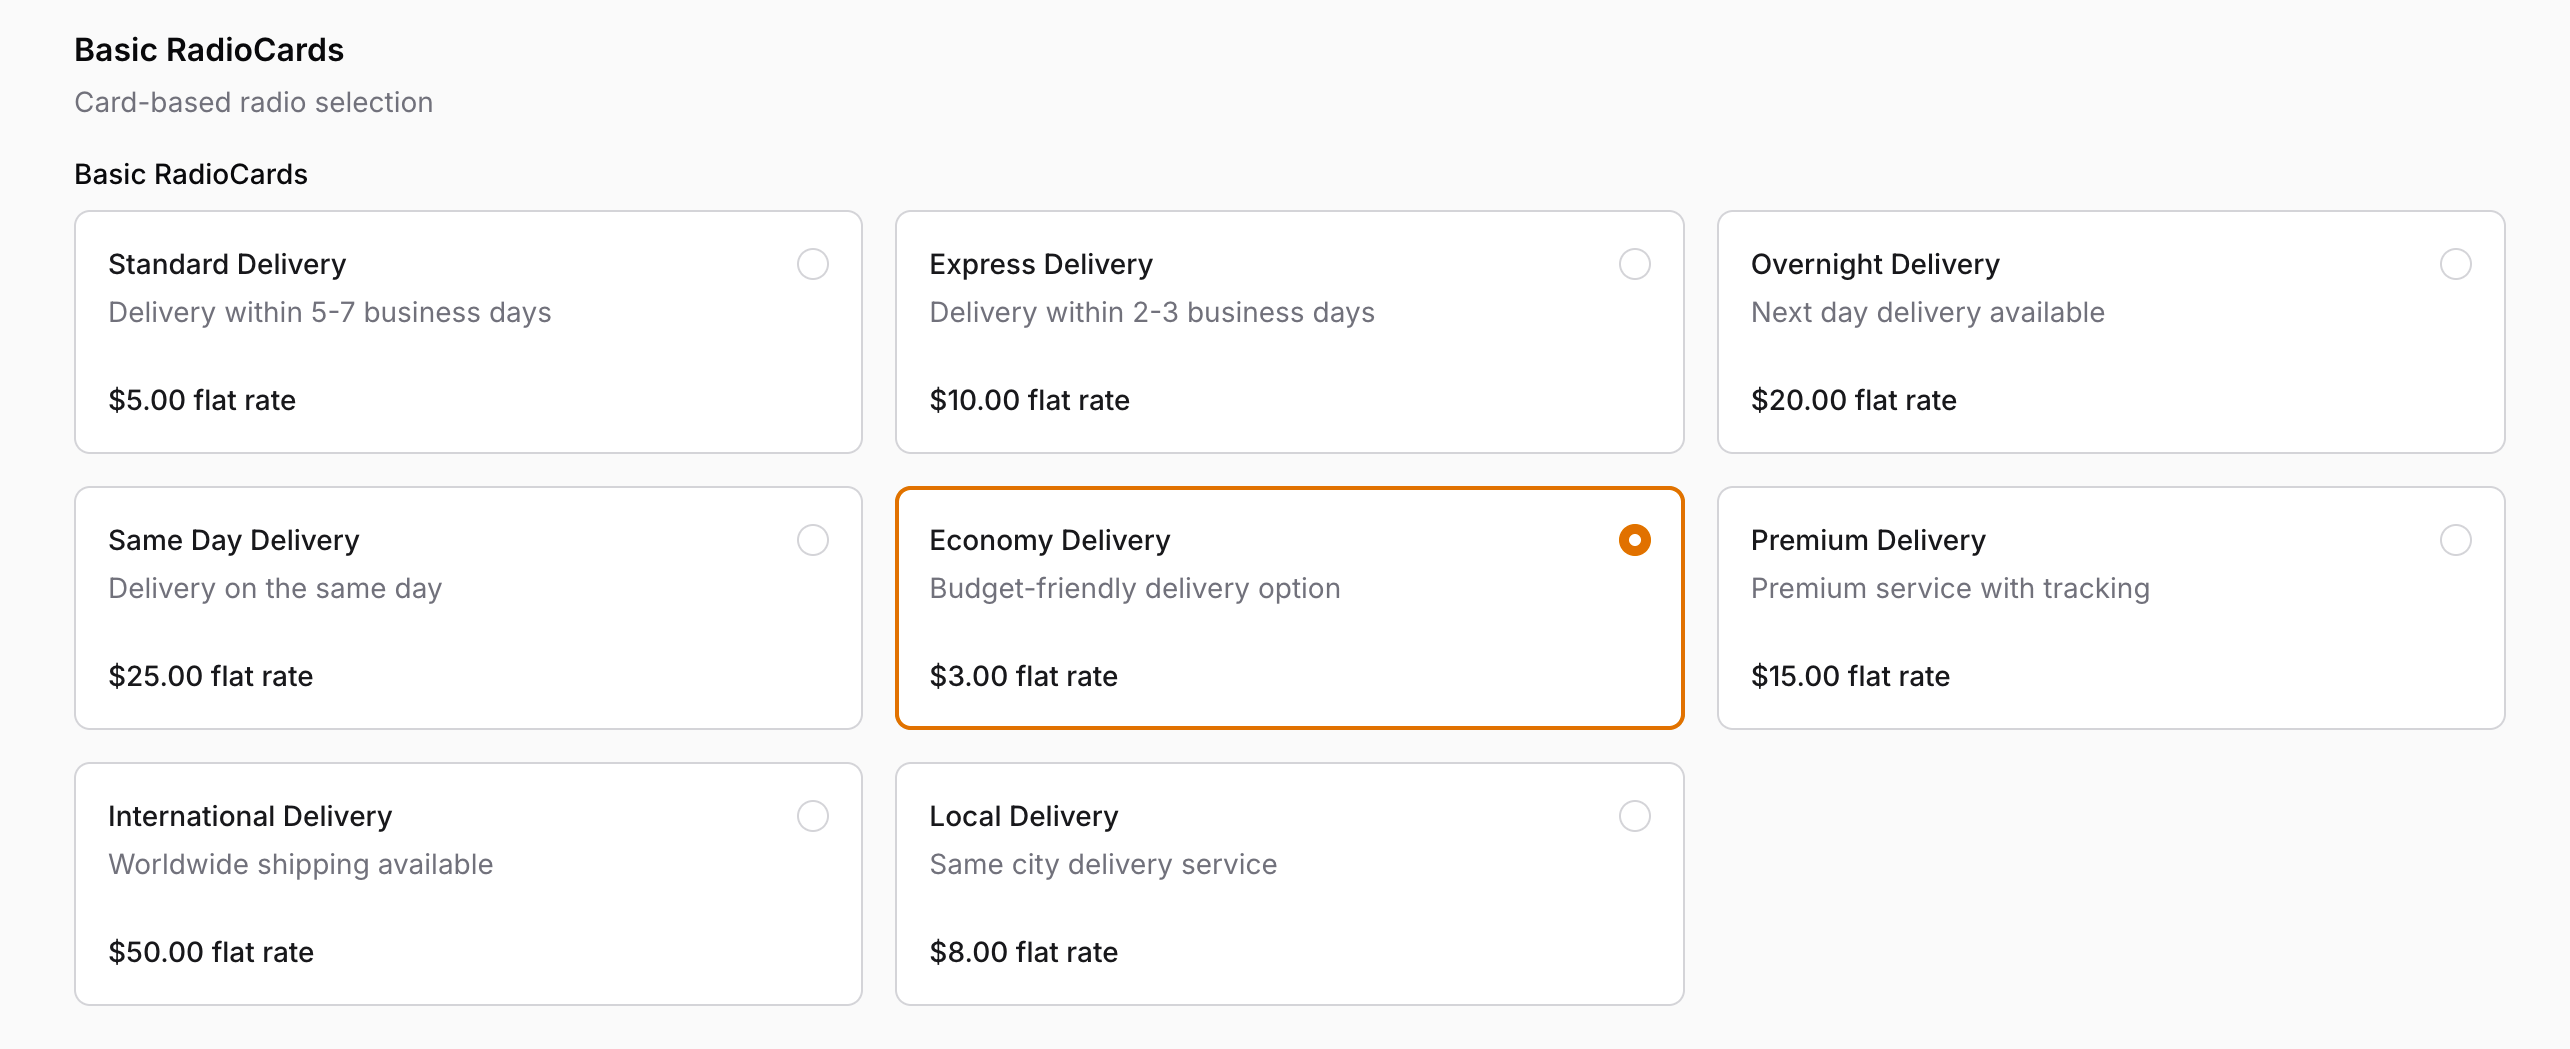 Basic RadioCards
Card-based radio selection
Basic RadioCards
Standard Delivery
Delivery within 5-7 business days
$5.00 flat rate
Express Delivery
Delivery within 2-3 business days
$10.00 flat rate
Overnight Delivery
Next day delivery available
$20.00 flat rate
Same Day Delivery
Delivery on the same day
$25.00 flat rate
Economy Delivery
Budget-friendly delivery option
$3.00 flat rate
Premium Delivery
Premium service with tracking
$15.00 flat rate
International Delivery
Worldwide shipping available
$50.00 flat rate
Local Delivery
Same city delivery service
$8.00 flat rate